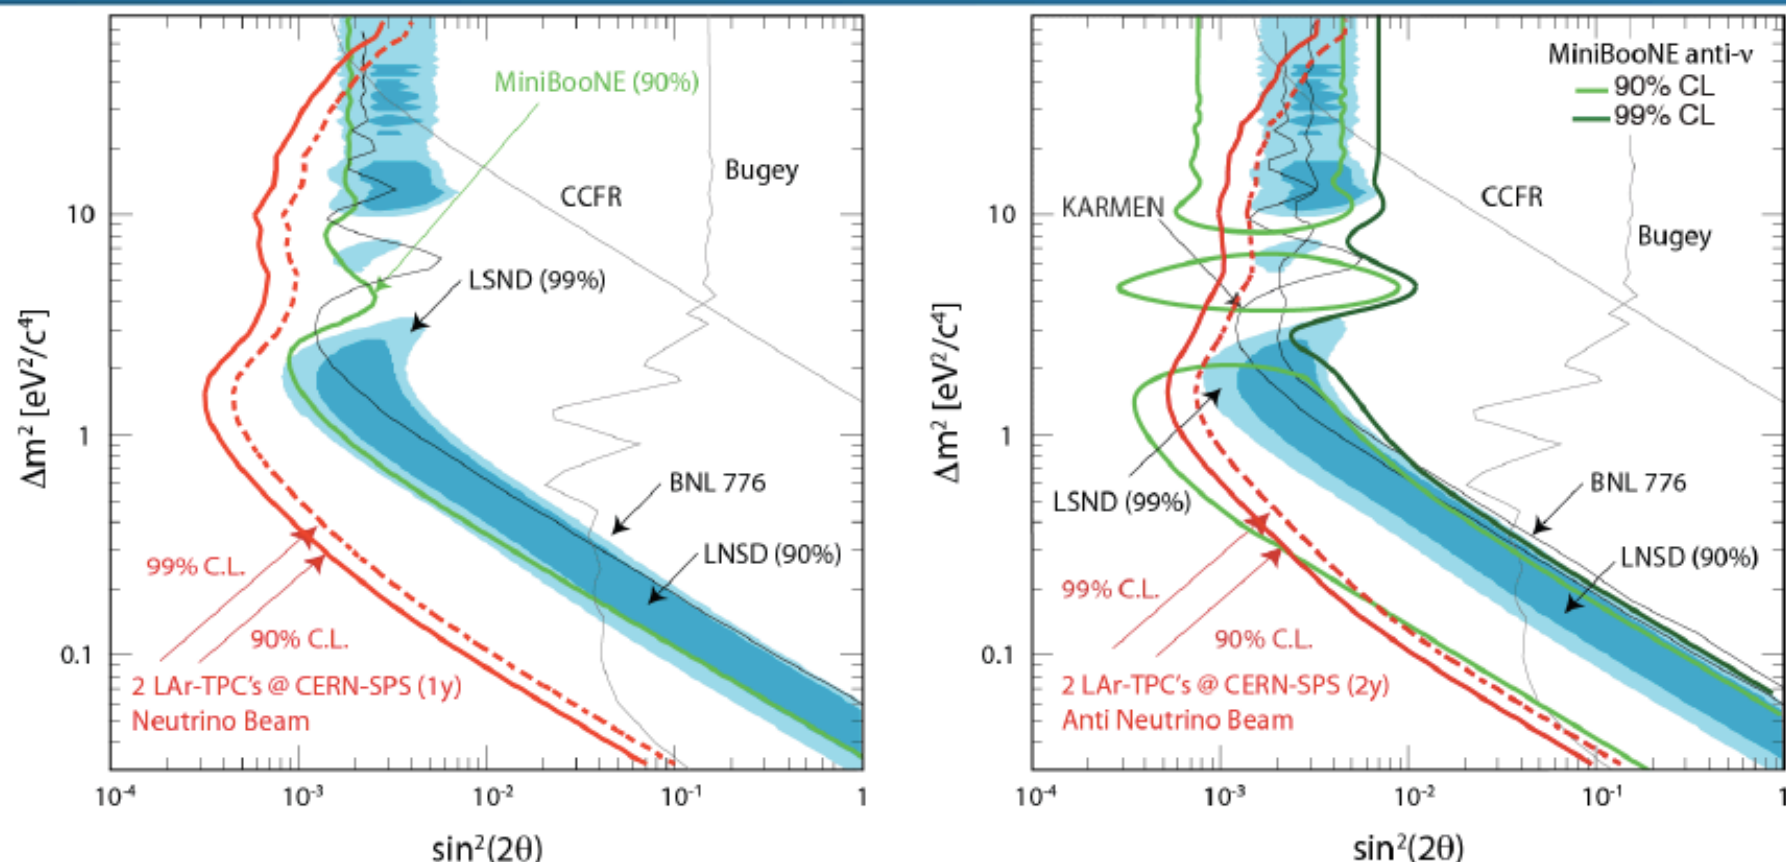 MiniBooNE (90%)
Bugey
CCFR
10
LSND (99%)
Δm² [eV²/c⁴]
1
BNL 776
LNSD (90%)
99% C.L.
90% C.L.
0.1
2 LAr-TPC's @ CERN-SPS (1y)
Neutrino Beam
10⁻⁴
10⁻³
10⁻²
10⁻¹
1
sin²(2θ)
MiniBooNE anti-ν
90% CL
99% CL
KARMEN
CCFR
10
Bugey
Δm² [eV²/c⁴]
1
LSND (99%)
BNL 776
LNSD (90%)
99% C.L.
90% C.L.
0.1
2 LAr-TPC's @ CERN-SPS (2y)
Anti Neutrino Beam
10⁻⁴
10⁻³
10⁻²
10⁻¹
1
sin²(2θ)